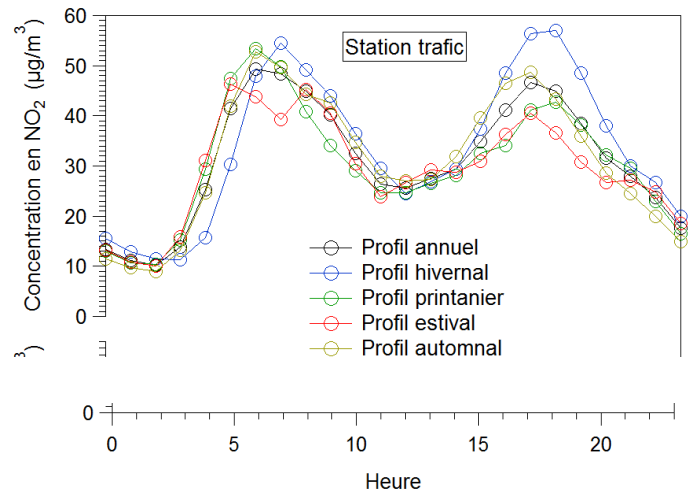 Concentration en NO2 (µg/m3)
60
50
40
30
20
10
0
Station trafic
Profil annuel
Profil hivernal
Profil printanier
Profil estival
Profil automnal
3)
0
0 5 10 15 20
Heure